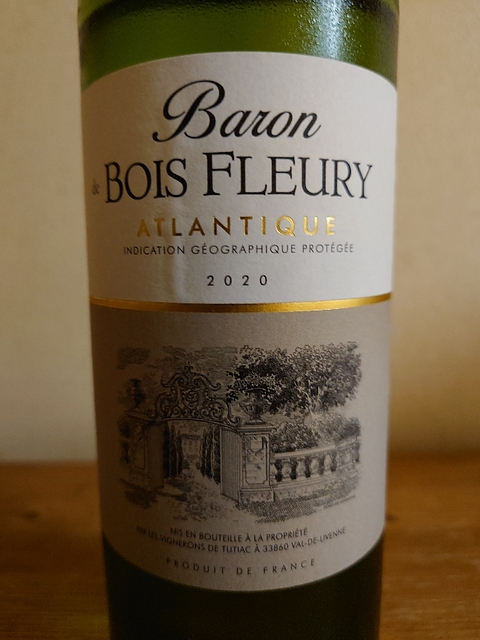 Baron
de BOIS FLEURY
ATLANTIQUE
INDICATION GÉOGRAPHIQUE PROTÉGÉE
2020
MIS EN BOUTEILLE À LA PROPRIÉTÉ
PAR LES VIGNERONS DE TUTIAC À 33860 VAL-DE-LIVENNE
PRODUIT DE FRANCE